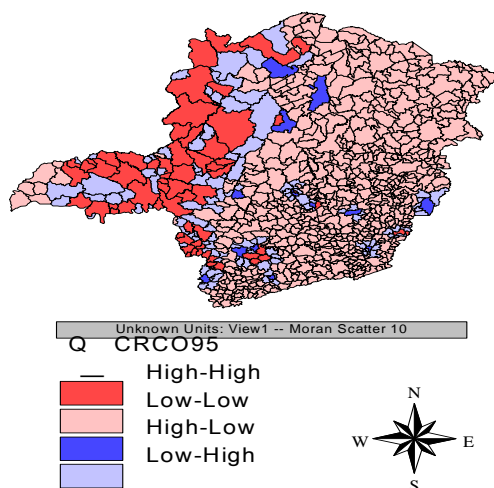 Unknown Units: View1 -- Moran Scatter 10
Q CRCO95
High-High
Low-Low
High-Low
Low-High
N
W E
S